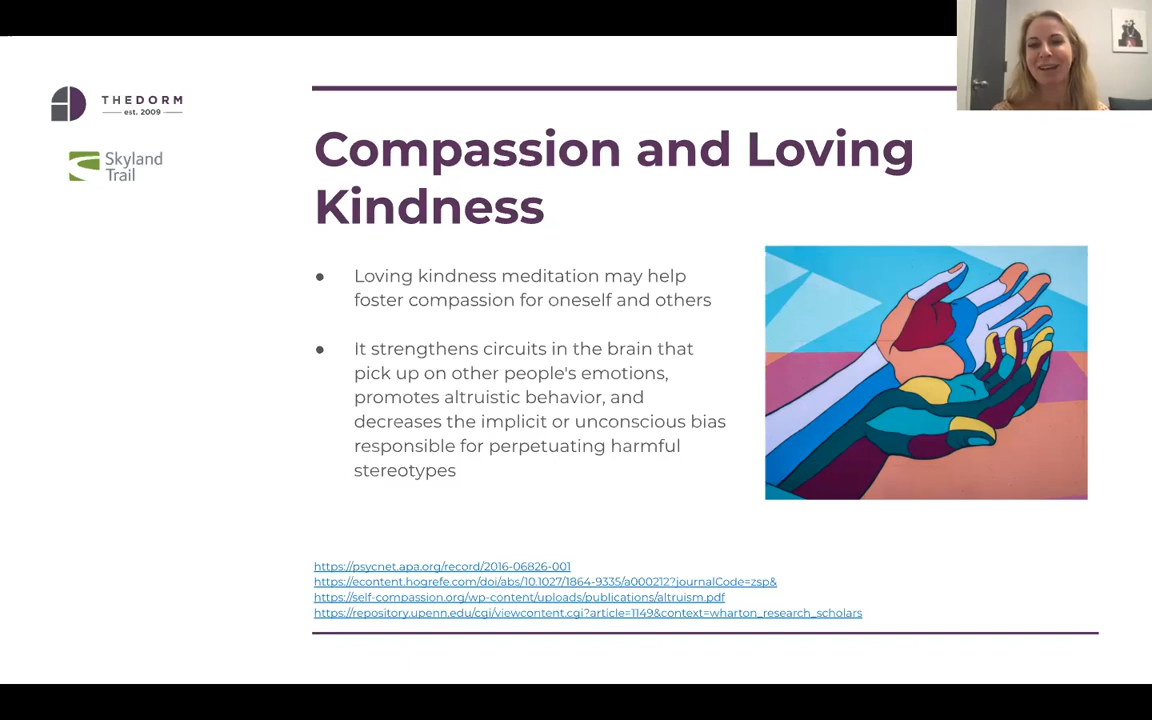 THEDORM
est. 2009
Skyland
Trail
Compassion and Loving
Kindness
● Loving kindness meditation may help
foster compassion for oneself and others
● It strengthens circuits in the brain that
pick up on other people's emotions,
promotes altruistic behavior, and
decreases the implicit or unconscious bias
responsible for perpetuating harmful
stereotypes
https://psycnet.apa.org/record/2016-06826-001
https://econtent.hogrefe.com/doi/abs/10.1027/1864-9335/a000212?journalCode=zsp&
https://self-compassion.org/wp-content/uploads/publications/altruism.pdf
https://repository.upenn.edu/cgi/viewcontent.cgi?article=1149&context=wharton_research_scholars